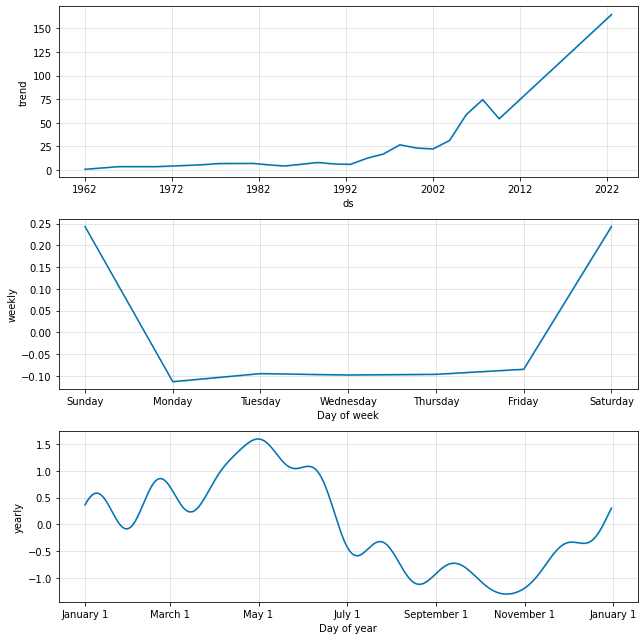 150
125
100
75
50
25
0
trend
1962 1972 1982 1992 2002 2012 2022
ds
0.25
0.20
0.15
0.10
0.05
0.00
−0.05
−0.10
weekly
Sunday Monday Tuesday Wednesday Thursday Friday Saturday
Day of week
1.5
1.0
0.5
0.0
−0.5
−1.0
yearly
January 1 March 1 May 1 July 1 September 1 November 1 January 1
Day of year